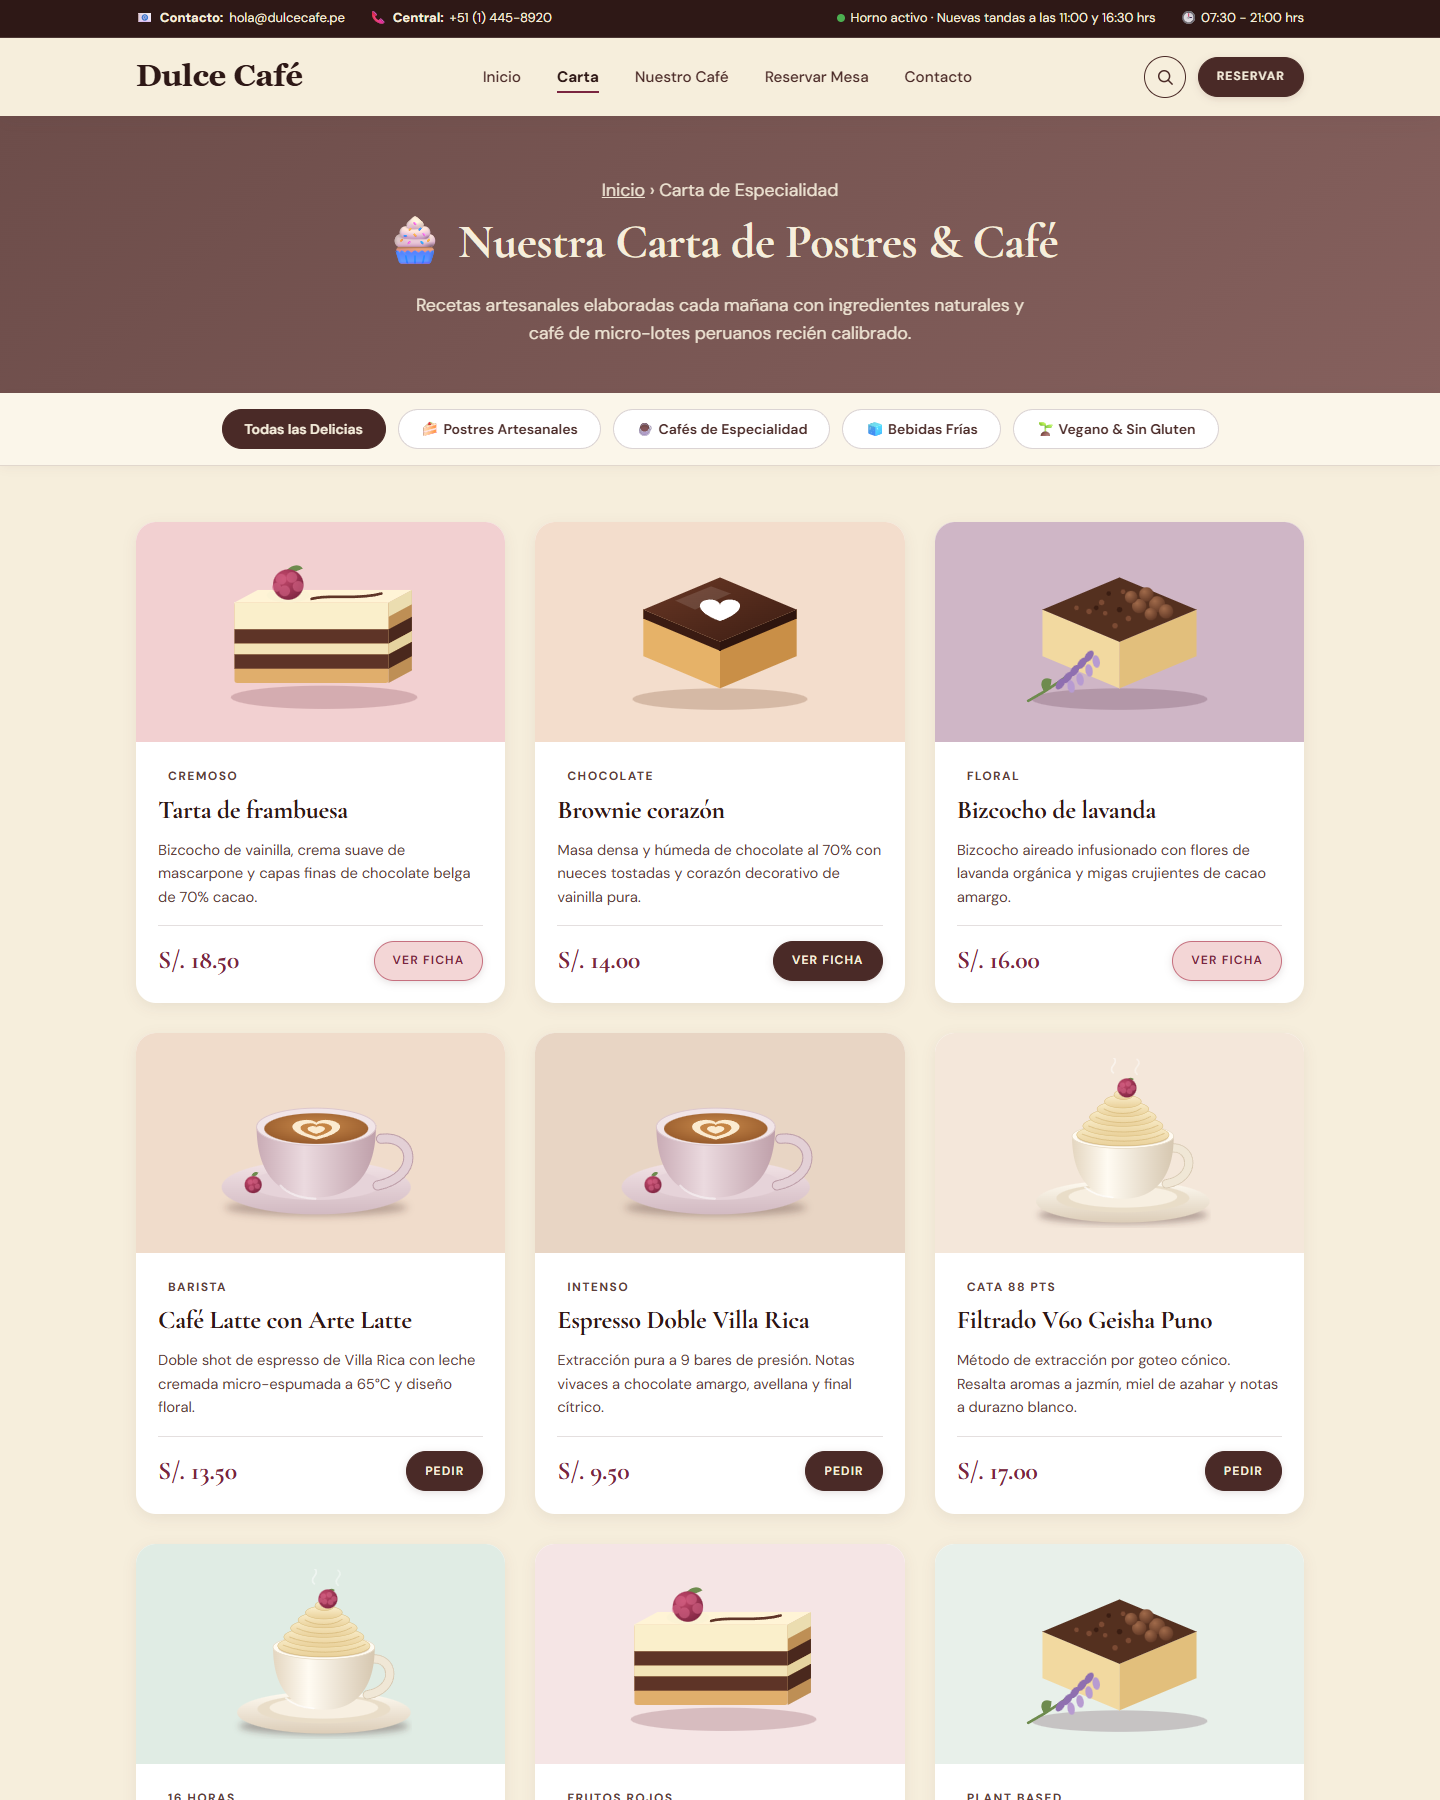 Contacto: hola@dulcecafe.pe
Central: +51 (1) 445-8920
Horno activo · Nuevas tandas a las 11:00 y 16:30 hrs
07:30 - 21:00 hrs
Dulce Café
Inicio
Carta
Nuestro Café
Reservar Mesa
Contacto
RESERVAR
Inicio › Carta de Especialidad
Nuestra Carta de Postres & Café
Recetas artesanales elaboradas cada mañana con ingredientes naturales y
café de micro-lotes peruanos recién calibrado.
Todas las Delicias
Postres Artesanales
Cafés de Especialidad
Bebidas Frías
Vegano & Sin Gluten
CREMOSO
Tarta de frambuesa
Bizcocho de vainilla, crema suave de
mascarpone y capas finas de chocolate belga
de 70% cacao.
S/. 18.50
VER FICHA
CHOCOLATE
Brownie corazón
Masa densa y húmeda de chocolate al 70% con
nueces tostadas y corazón decorativo de
vainilla pura.
S/. 14.00
VER FICHA
FLORAL
Bizcocho de lavanda
Bizcocho aireado infusionado con flores de
lavanda orgánica y migas crujientes de cacao
amargo.
S/. 16.00
VER FICHA
BARISTA
Café Latte con Arte Latte
Doble shot de espresso de Villa Rica con leche
cremada micro-espumada a 65°C y diseño
floral.
S/. 13.50
PEDIR
INTENSO
Espresso Doble Villa Rica
Extracción pura a 9 bares de presión. Notas
vivaces a chocolate amargo, avellana y final
cítrico.
S/. 9.50
PEDIR
CATA 88 PTS
Filtrado V60 Geisha Puno
Método de extracción por goteo cónico.
Resalta aromas a jazmín, miel de azahar y notas
a durazno blanco.
S/. 17.00
PEDIR
16 HORAS
FRUTOS ROJOS
PLANT BASED